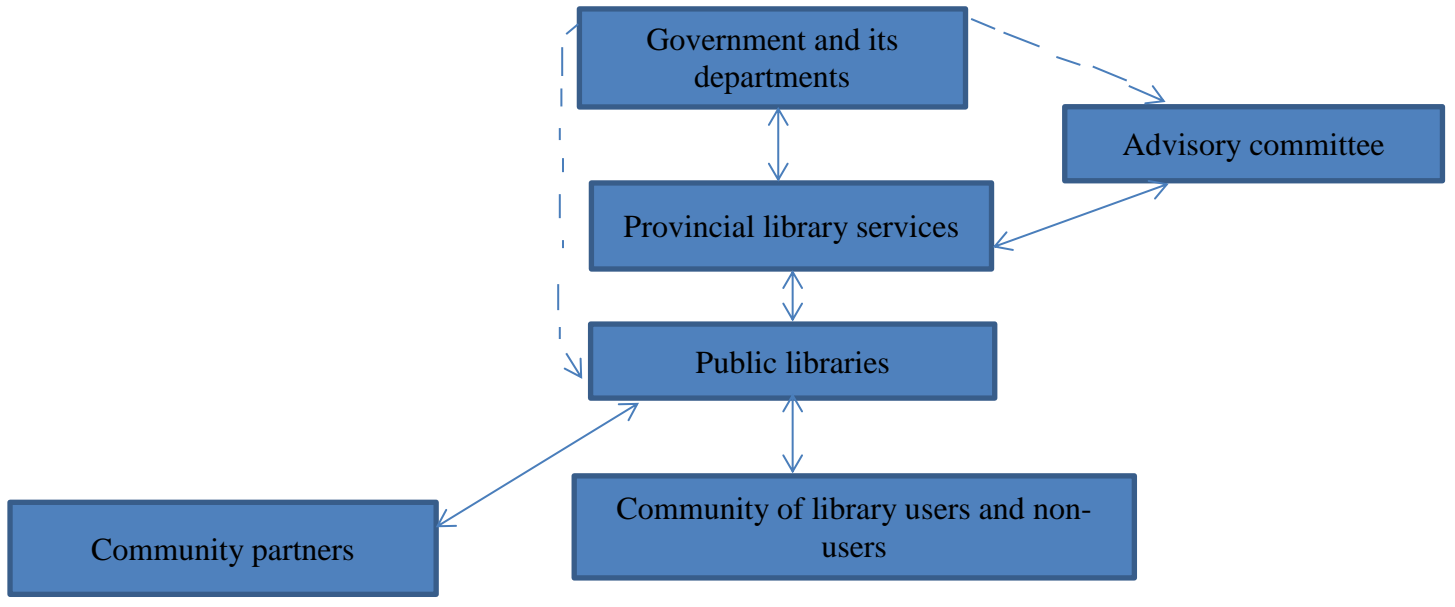 Government and its
departments
Advisory committee
Provincial library services
Public libraries
Community of library users and non-
users
Community partners